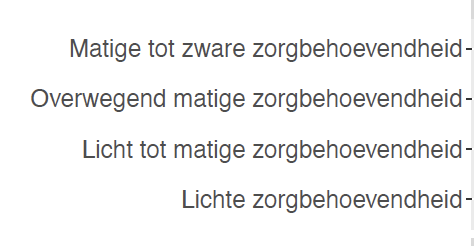 Matige tot zware zorgbehoevendheid
Overwegend matige zorgbehoevendheid
Licht tot matige zorgbehoevendheid
Lichte zorgbehoevendheid